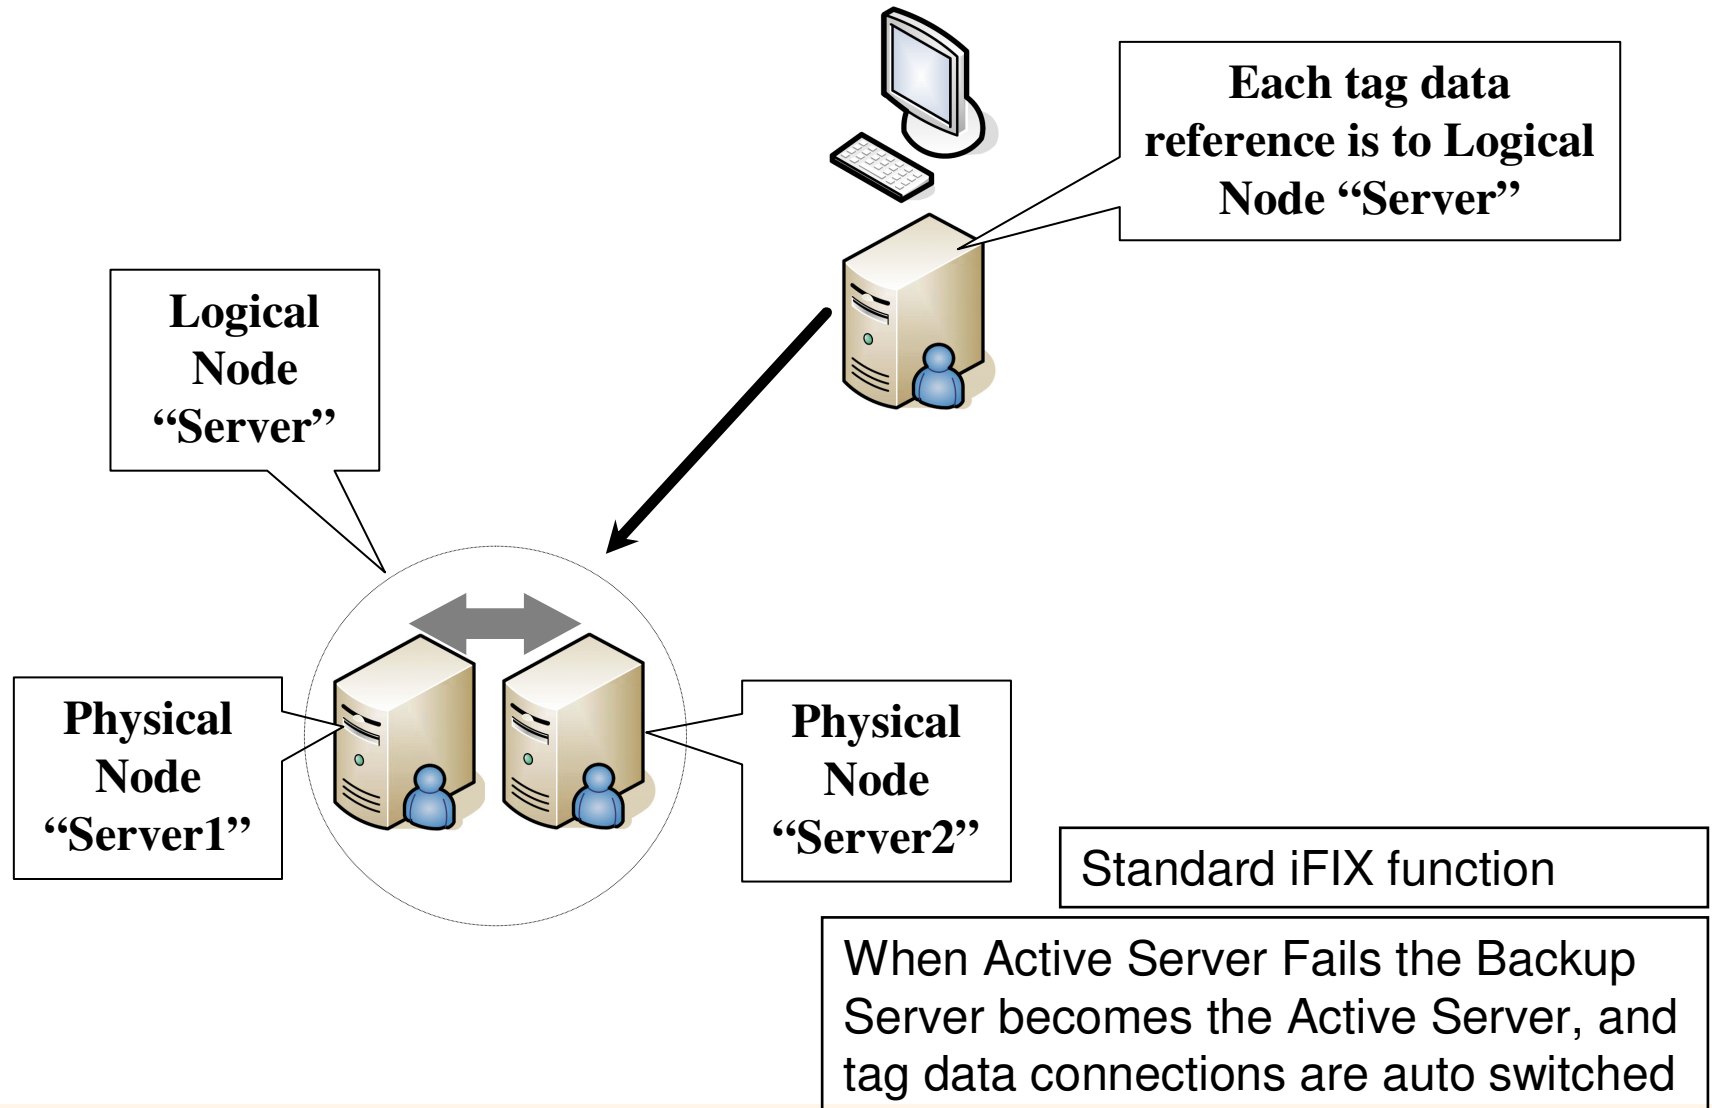 Each tag data
reference is to Logical
Node “Server”
Logical
Node
“Server”
Physical
Node
“Server1”
Physical
Node
“Server2”
Standard iFIX function
When Active Server Fails the Backup
Server becomes the Active Server, and
tag data connections are auto switched